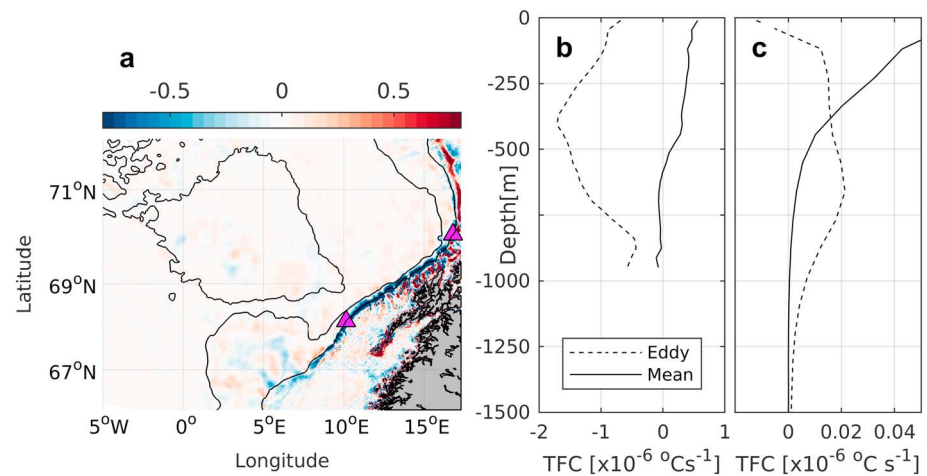 a
-0.5 0 0.5
71°N
69°N
67°N
Latitude
5°W 0° 5°E 10°E 15°E
Longitude
b
0
-250
-500
-750
-1000
-1250
-1500
Depth[m]
Eddy
Mean
-2 -1 0 1
TFC [x10⁻⁶ °Cs⁻¹]
c
0 0.02 0.04
TFC [x10⁻⁶ °C s⁻¹]